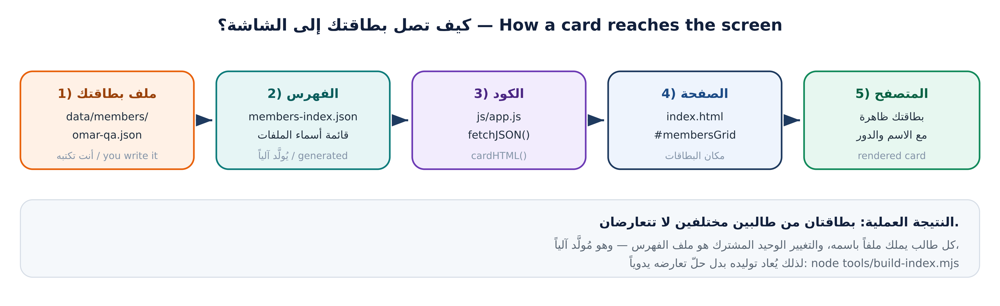 كيف تصل بطاقتك إلى الشاشة؟ — How a card reaches the screen
1) ملف بطاقتك
data/members/
omar-qa.json
أنت تكتبه / you write it
2) الفهرس
members-index.json
قائمة أسماء الملفات
يُولَّد آلياً / generated
3) الكود
js/app.js
fetchJSON()
cardHTML()
4) الصفحة
index.html
#membersGrid
مكان البطاقات
5) المتصفح
بطاقتك ظاهرة
مع الاسم والدور
rendered card
النتيجة العملية: بطاقتان من طالبين مختلفين لا تتعارضان.
كل طالب يملك ملفاً باسمه، والتغيير الوحيد المشترك هو ملف الفهرس — وهو مُولَّد آلياً،
لذلك يُعاد توليده بدل حلّ تعارضه يدوياً: node tools/build-index.mjs